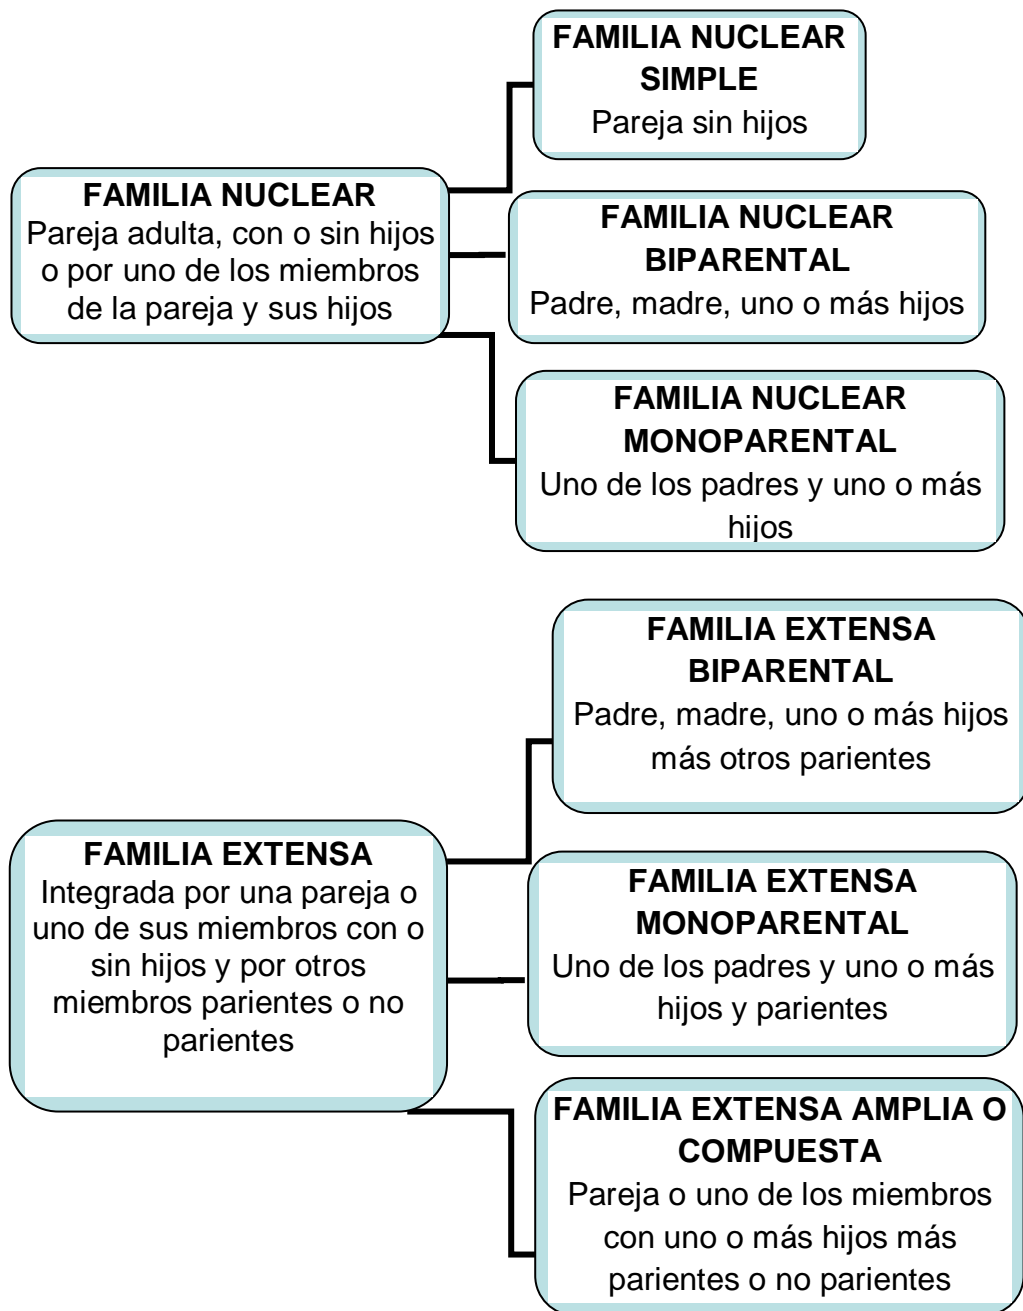 FAMILIA NUCLEAR
SIMPLE
Pareja sin hijos
FAMILIA NUCLEAR
Pareja adulta, con o sin hijos
o por uno de los miembros
de la pareja y sus hijos
FAMILIA NUCLEAR
BIPARENTAL
Padre, madre, uno o más hijos
FAMILIA NUCLEAR
MONOPARENTAL
Uno de los padres y uno o más
hijos
FAMILIA EXTENSA
BIPARENTAL
Padre, madre, uno o más hijos
más otros parientes
FAMILIA EXTENSA
Integrada por una pareja o
uno de sus miembros con o
sin hijos y por otros
miembros parientes o no
parientes
FAMILIA EXTENSA
MONOPARENTAL
Uno de los padres y uno o más
hijos y parientes
FAMILIA EXTENSA AMPLIA O
COMPUESTA
Pareja o uno de los miembros
con uno o más hijos más
parientes o no parientes